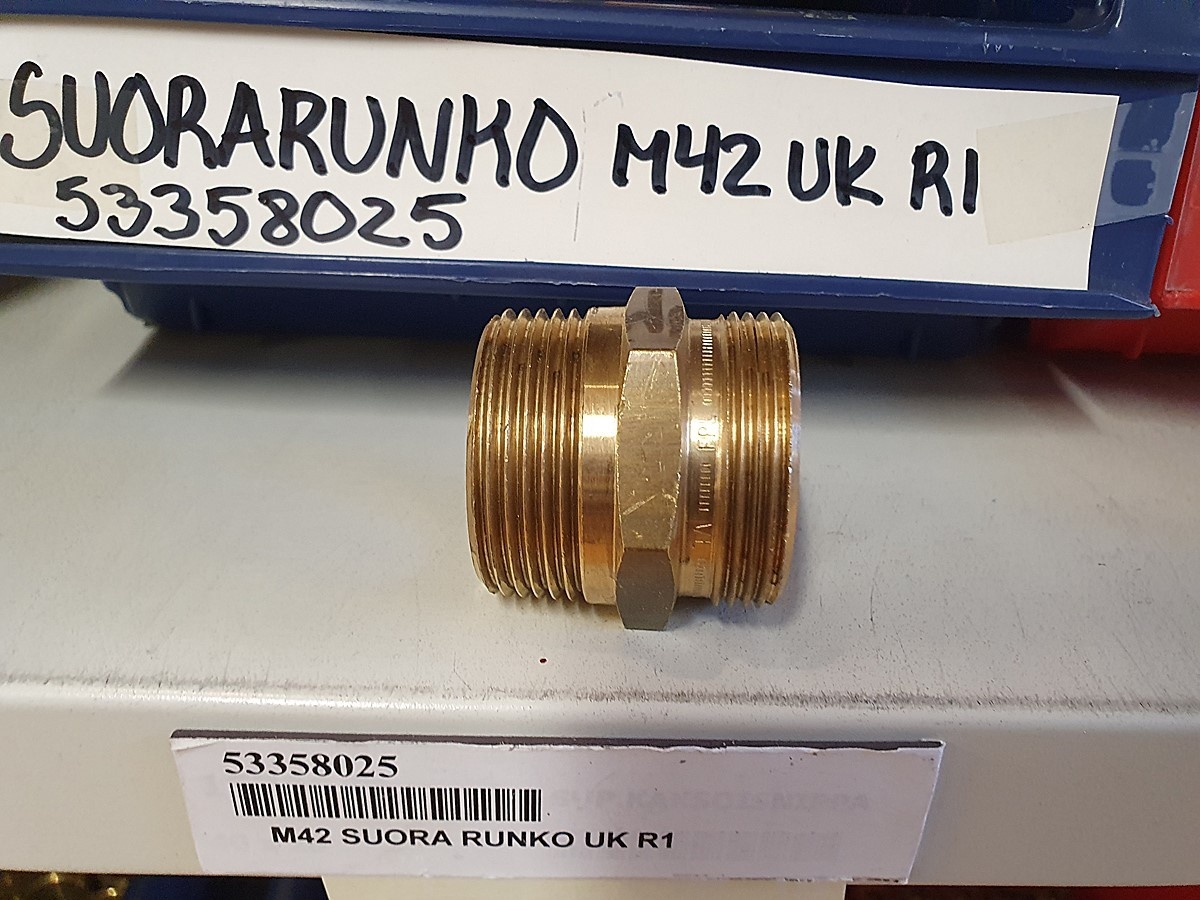 SUORARUNKO M42 UK R1
53358025
53358025
M42 SUORA RUNKO UK R1